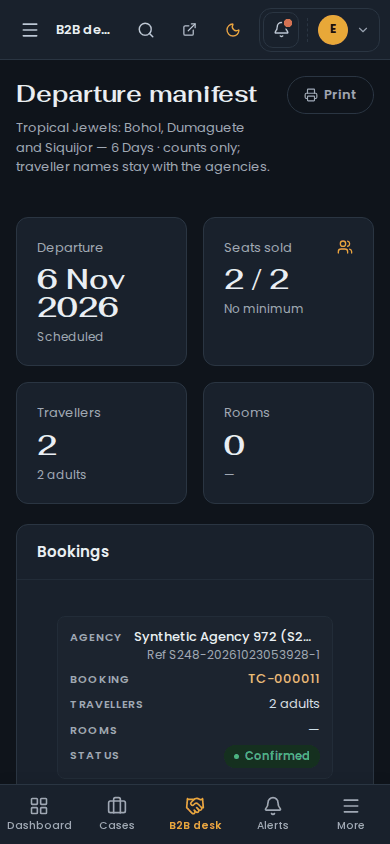 B2B de...
E
Departure manifest
Print
Tropical Jewels: Bohol, Dumaguete
and Siquijor — 6 Days · counts only;
traveller names stay with the agencies.
Departure
6 Nov
2026
Scheduled
Seats sold
2 / 2
No minimum
Travellers
2
2 adults
Rooms
0
—
Bookings
AGENCY Synthetic Agency 972 (S2...
Ref S248-20261023053928-1
BOOKING TC-000011
TRAVELLERS 2 adults
ROOMS —
STATUS Confirmed
Dashboard Cases B2B desk Alerts More